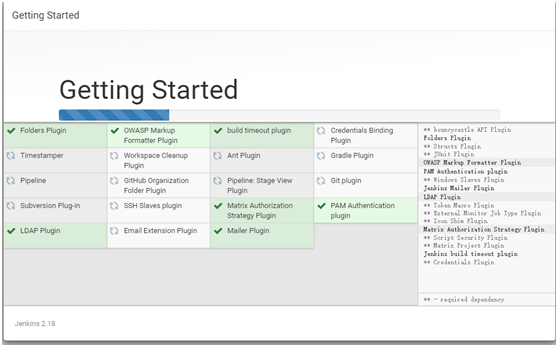 Getting Started
Getting Started
Folders Plugin
OWASP Markup
Formatter Plugin
build timeout plugin
Credentials Binding
Plugin
Timestamper
Workspace Cleanup
Plugin
Ant Plugin
Gradle Plugin
Pipeline
GitHub Organization
Folder Plugin
Pipeline: Stage View
Plugin
Git plugin
Subversion Plug-in
SSH Slaves plugin
Matrix Authorization
Strategy Plugin
PAM Authentication
plugin
LDAP Plugin
Email Extension Plugin
Mailer Plugin
** bouncycastle API Plugin
Folders Plugin
** Structs Plugin
** JUnit Plugin
OWASP Markup Formatter Plugin
PAM Authentication plugin
** Windows Slaves Plugin
Jenkins Mailer Plugin
LDAP Plugin
** Token Macro Plugin
** External Monitor Job Type Plugin
** Icon Shim Plugin
Matrix Authorization Strategy Plugin
** Script Security Plugin
** Matrix Project Plugin
Jenkins build timeout plugin
** Credentials Plugin
** - required dependency
Jenkins 2.18